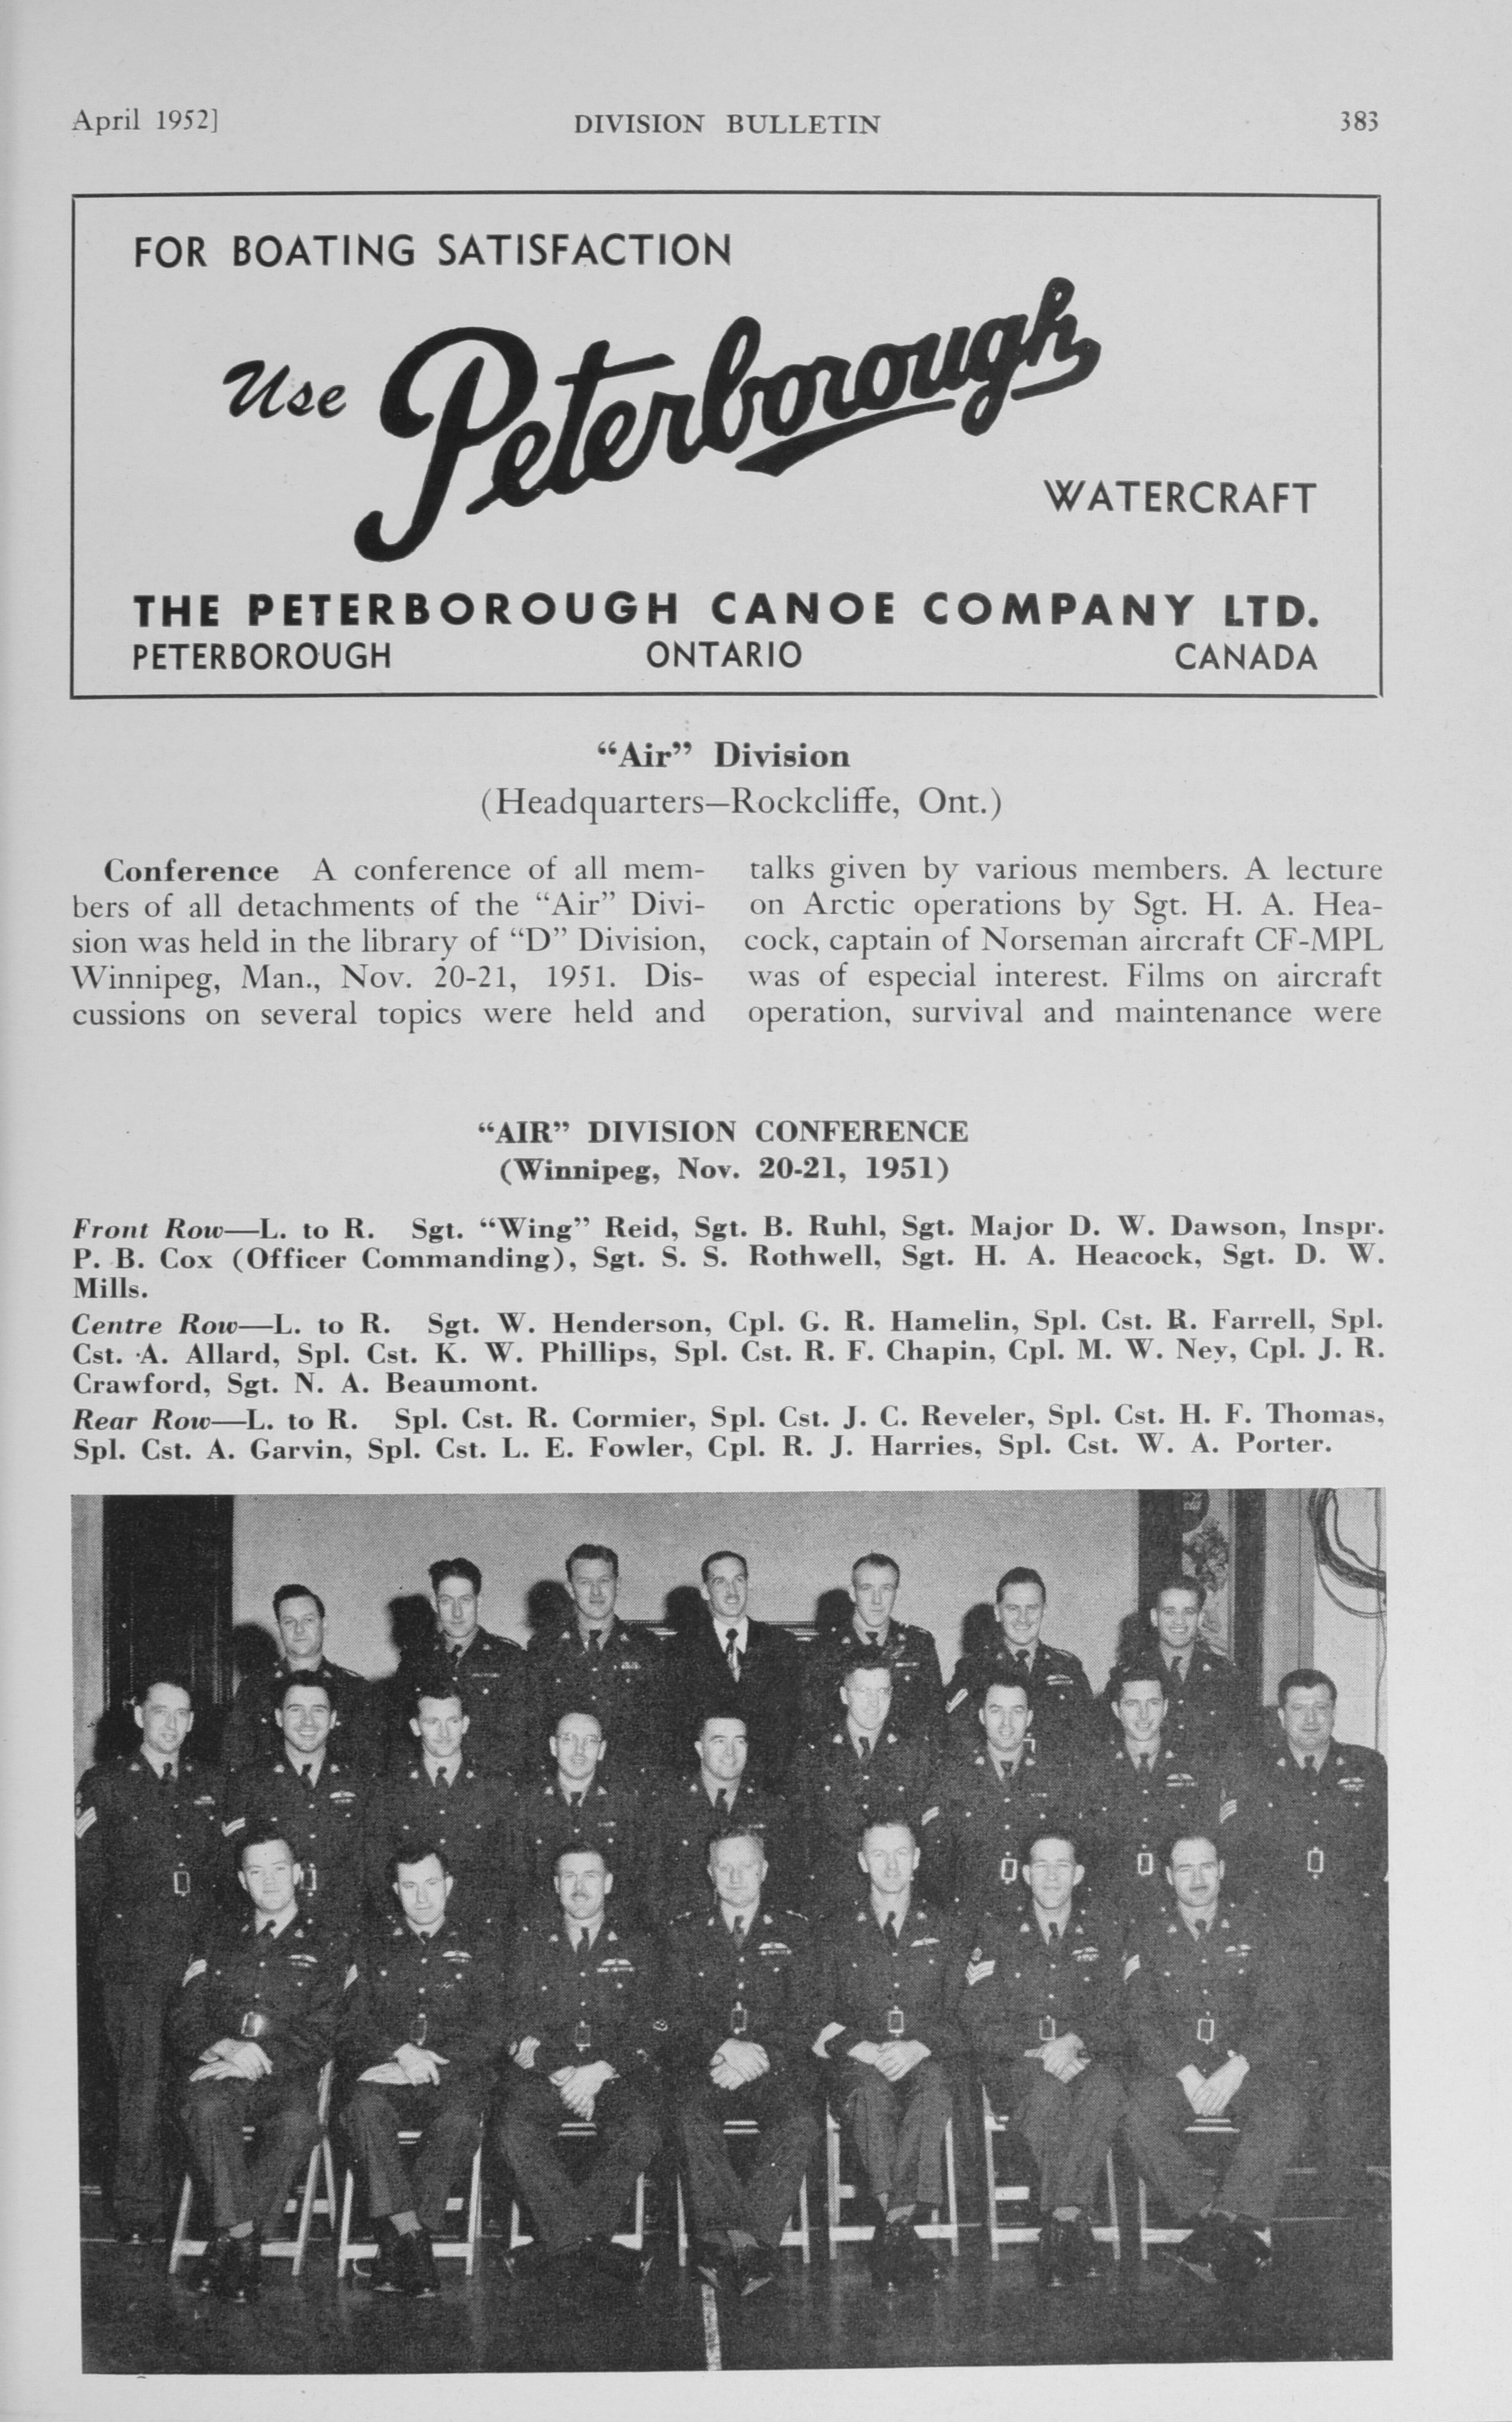 April 1952]
DIVISION BULLETIN
383
FOR BOATING SATISFACTION
Use Peterborough
WATERCRAFT
THE PETERBOROUGH CANOE COMPANY LTD.
PETERBOROUGH ONTARIO CANADA
“Air” Division
(Headquarters—Rockcliffe, Ont.)
Conference A conference of all mem-
bers of all detachments of the “Air” Divi-
sion was held in the library of “D” Division,
Winnipeg, Man., Nov. 20-21, 1951. Dis-
cussions on several topics were held and
talks given by various members. A lecture
on Arctic operations by Sgt. H. A. Hea-
cock, captain of Norseman aircraft CF-MPL
was of especial interest. Films on aircraft
operation, survival and maintenance were
“AIR” DIVISION CONFERENCE
(Winnipeg, Nov. 20-21, 1951)
Front Row—L. to R. Sgt. “Wing” Reid, Sgt. B. Ruhl, Sgt. Major D. W. Dawson, Inspr.
P. B. Cox (Officer Commanding), Sgt. S. S. Rothwell, Sgt. H. A. Heacock, Sgt. D. W.
Mills.
Centre Row—L. to R. Sgt. W. Henderson, Cpl. G. R. Hamelin, Spl. Cst. R. Farrell, Spl.
Cst. A. Allard, Spl. Cst. K. W. Phillips, Spl. Cst. R. F. Chapin, Cpl. M. W. Ney, Cpl. J. R.
Crawford, Sgt. N. A. Beaumont.
Rear Row—L. to R. Spl. Cst. R. Cormier, Spl. Cst. J. C. Reveler, Spl. Cst. H. F. Thomas,
Spl. Cst. A. Garvin, Spl. Cst. L. E. Fowler, Cpl. R. J. Harries, Spl. Cst. W. A. Porter.